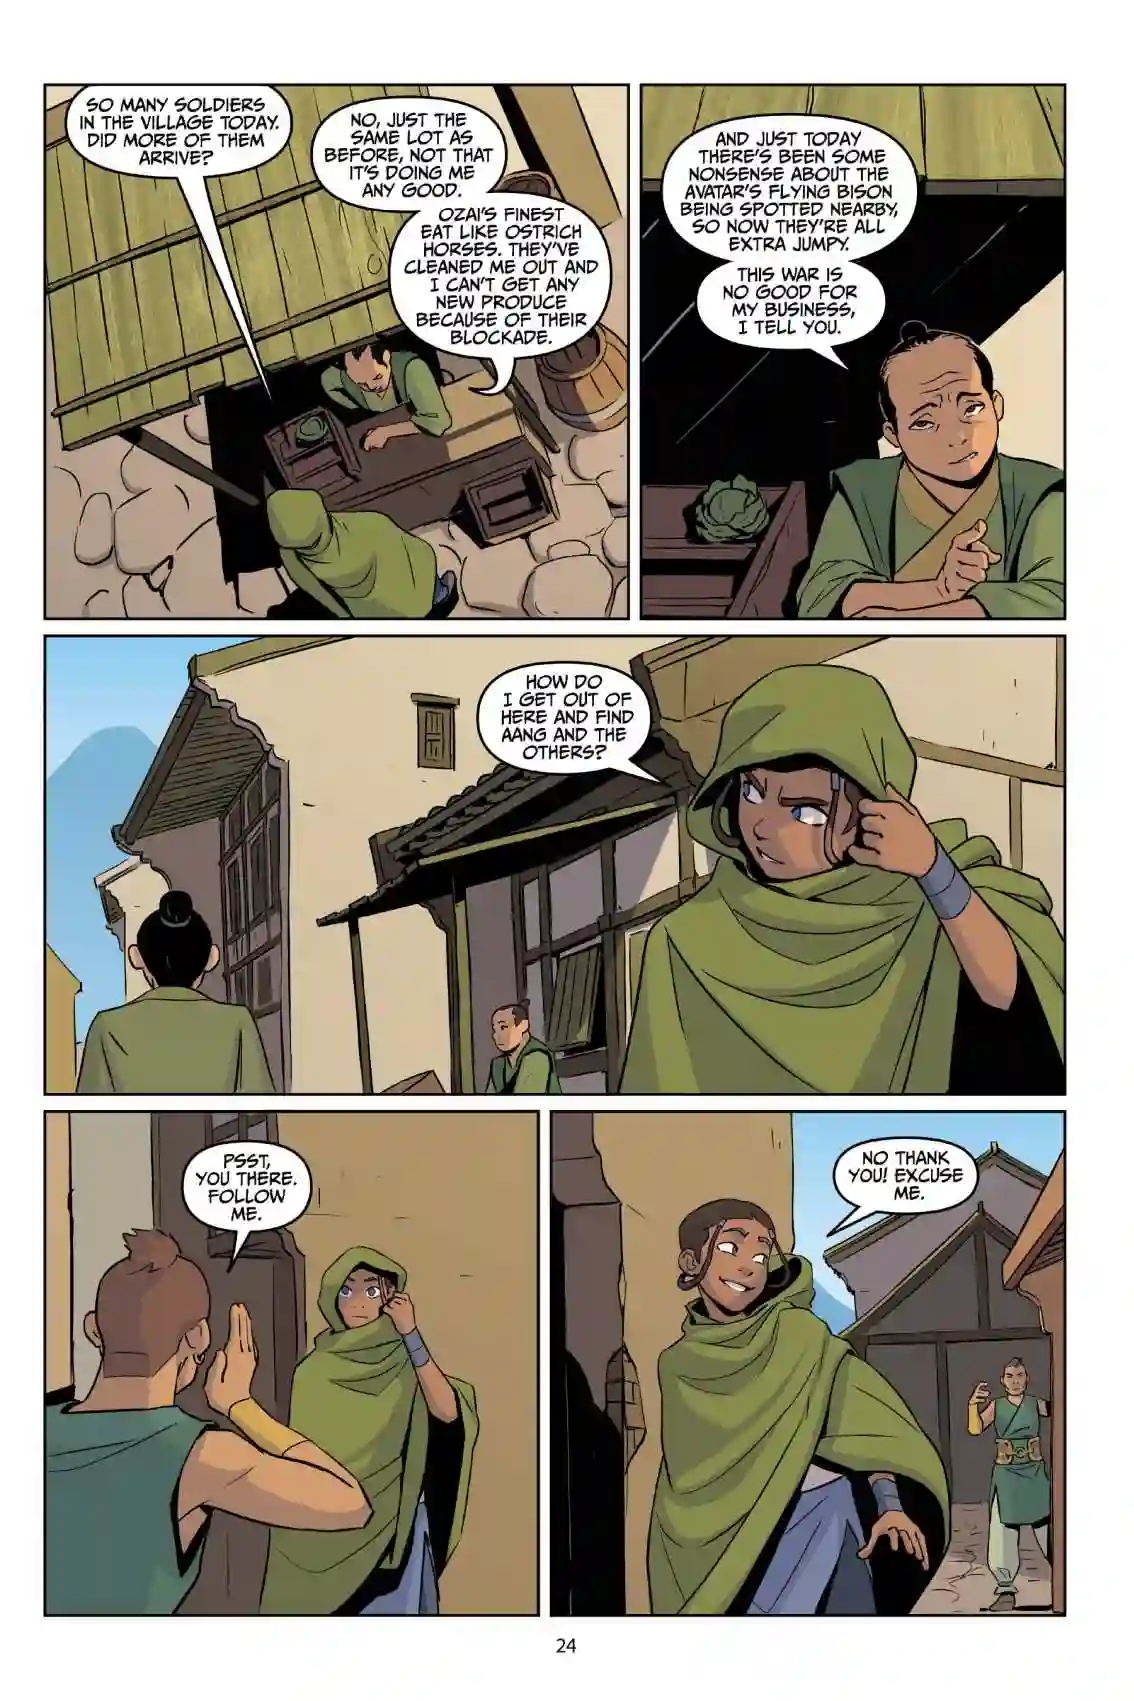 SO MANY SOLDIERS
IN THE VILLAGE TODAY.
DID MORE OF THEM
ARRIVE?
NO, JUST THE
SAME LOT AS
BEFORE, NOT THAT
IT'S DOING ME
ANY GOOD.
OZAI'S FINEST
EAT LIKE OSTRICH
HORSES. THEY'VE
CLEANED ME OUT AND
I CAN'T GET ANY
NEW PRODUCE
BECAUSE OF THEIR
BLOCKADE.
AND JUST TODAY
THERE'S BEEN SOME
NONSENSE ABOUT THE
AVATAR'S FLYING BISON
BEING SPOTTED NEARBY,
SO NOW THEY'RE ALL
EXTRA JUMPY.
THIS WAR IS
NO GOOD FOR
MY BUSINESS,
I TELL YOU.
HOW DO
I GET OUT OF
HERE AND FIND
AANG AND THE
OTHERS?
PSST,
YOU THERE.
FOLLOW
ME.
NO THANK
YOU! EXCUSE
ME.
24